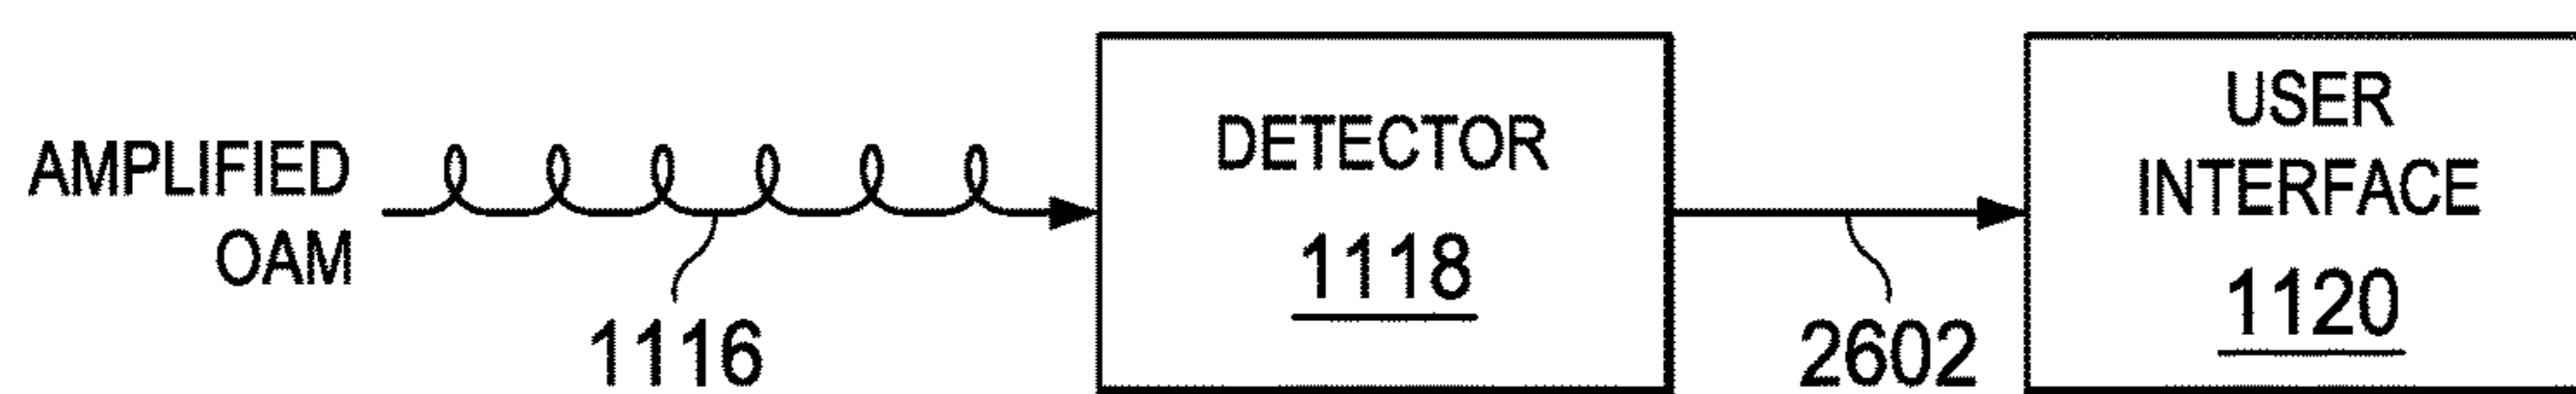 AMPLIFIED
OAM
1116
DETECTOR
1118
2602
USER
INTERFACE
1120